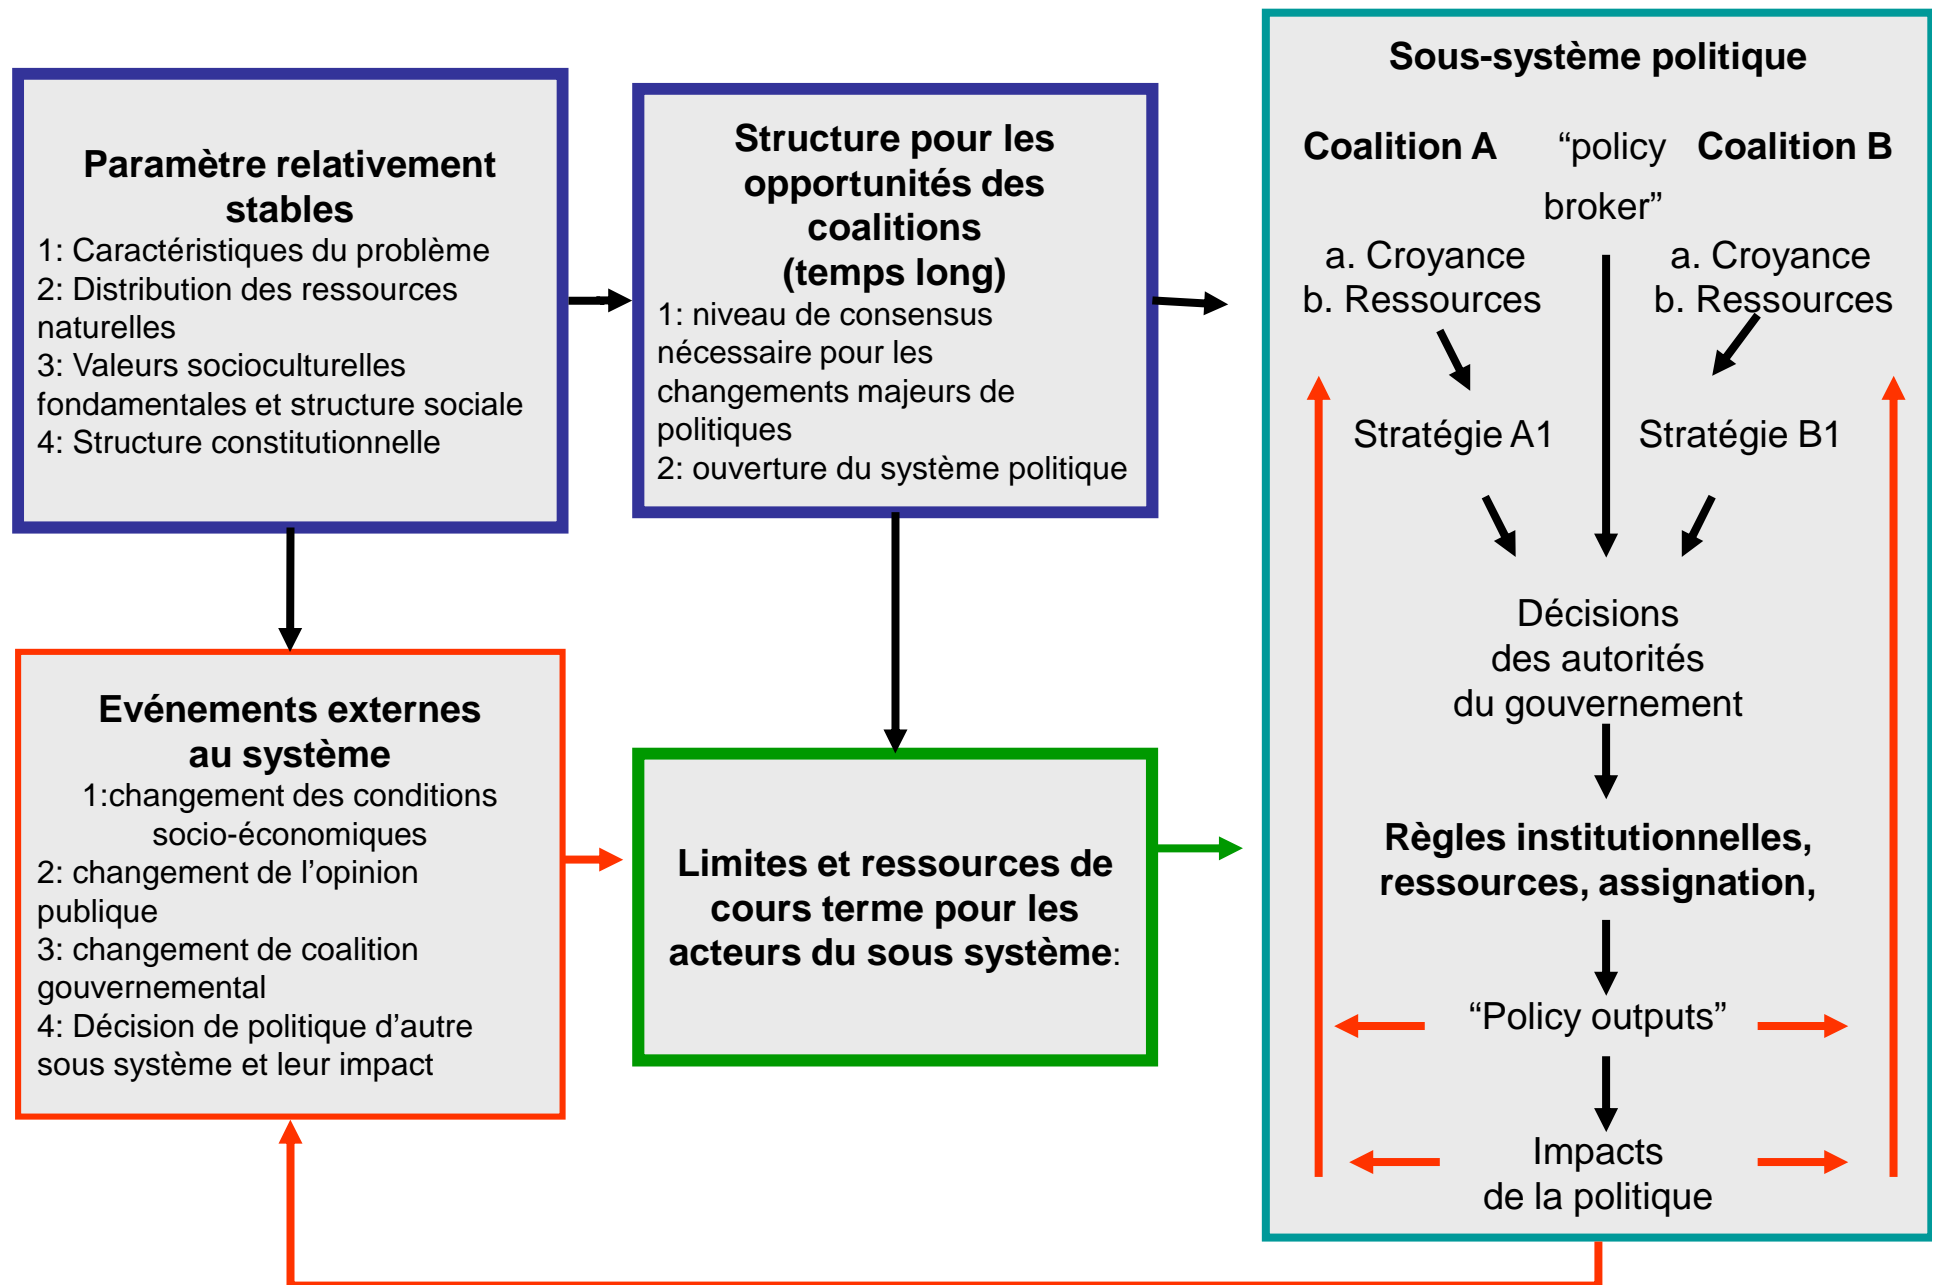 Paramètre relativement
stables
1: Caractéristiques du problème
2: Distribution des ressources
naturelles
3: Valeurs socioculturelles
fondamentales et structure sociale
4: Structure constitutionnelle
Structure pour les
opportunités des
coalitions
(temps long)
1: niveau de consensus
nécessaire pour les
changements majeurs de
politiques
2: ouverture du système politique
Evénements externes
au système
1:changement des conditions
socio-économiques
2: changement de l’opinion
publique
3: changement de coalition
gouvernemental
4: Décision de politique d’autre
sous système et leur impact
Limites et ressources de
cours terme pour les
acteurs du sous système:
Sous-système politique
Coalition A “policy Coalition B
broker”
a. Croyance a. Croyance
b. Ressources b. Ressources
Stratégie A1 Stratégie B1
Décisions
des autorités
du gouvernement
Règles institutionnelles,
ressources, assignation,
“Policy outputs”
Impacts
de la politique